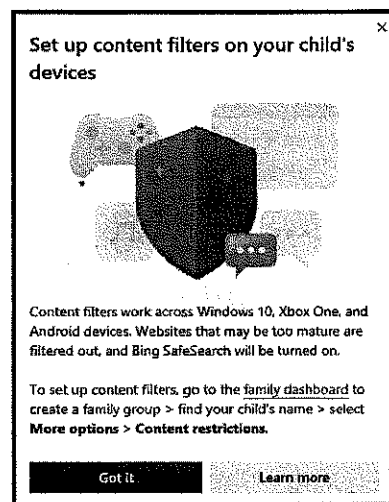 Set up content filters on your child's
devices
Content filters work across Windows 10, Xbox One, and
Android devices. Websites that may be too mature are
filtered out, and Bing SafeSearch will be turned on.
To set up content filters, go to the family dashboard to
create a family group > find your child's name > select
More options > Content restrictions.
Got it
Learn more